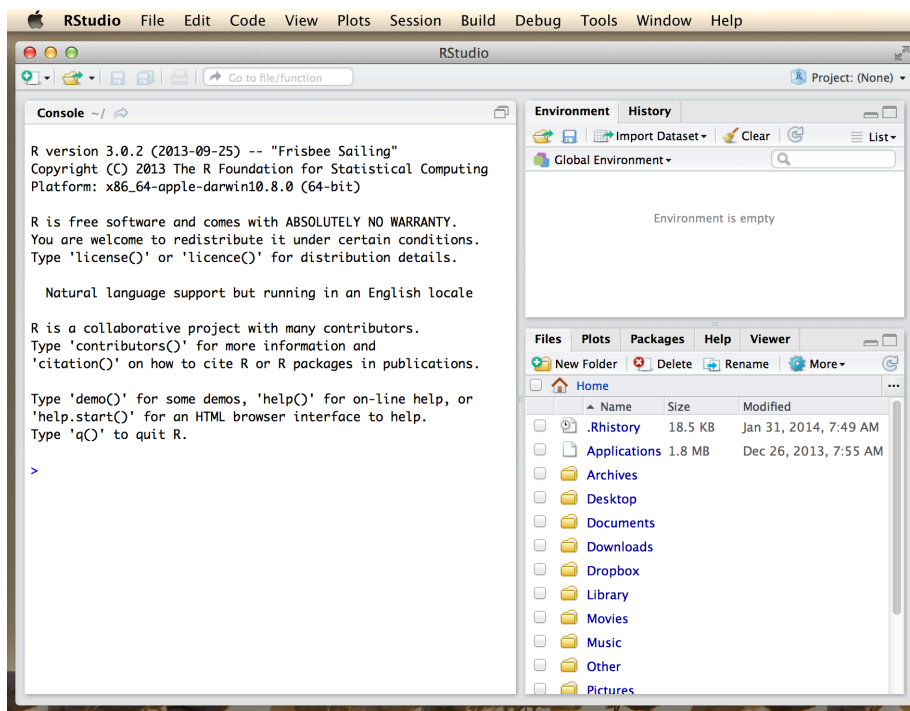 RStudio File Edit Code View Plots Session Build Debug Tools Window Help
RStudio
Go to file/function
Project: (None)
Console ~/
R version 3.0.2 (2013-09-25) -- "Frisbee Sailing"
Copyright (C) 2013 The R Foundation for Statistical Computing
Platform: x86_64-apple-darwin10.8.0 (64-bit)
R is free software and comes with ABSOLUTELY NO WARRANTY.
You are welcome to redistribute it under certain conditions.
Type 'license()' or 'licence()' for distribution details.
Natural language support but running in an English locale
R is a collaborative project with many contributors.
Type 'contributors()' for more information and
'citation()' on how to cite R or R packages in publications.
Type 'demo()' for some demos, 'help()' for on-line help, or
'help.start()' for an HTML browser interface to help.
Type 'q()' to quit R.
>
Environment History
Import Dataset Clear List
Global Environment
Environment is empty
Files Plots Packages Help Viewer
New Folder Delete Rename More
Home ...
Name Size Modified
.Rhistory 18.5 KB Jan 31, 2014, 7:49 AM
Applications 1.8 MB Dec 26, 2013, 7:55 AM
Archives
Desktop
Documents
Downloads
Dropbox
Library
Movies
Music
Other
Pictures